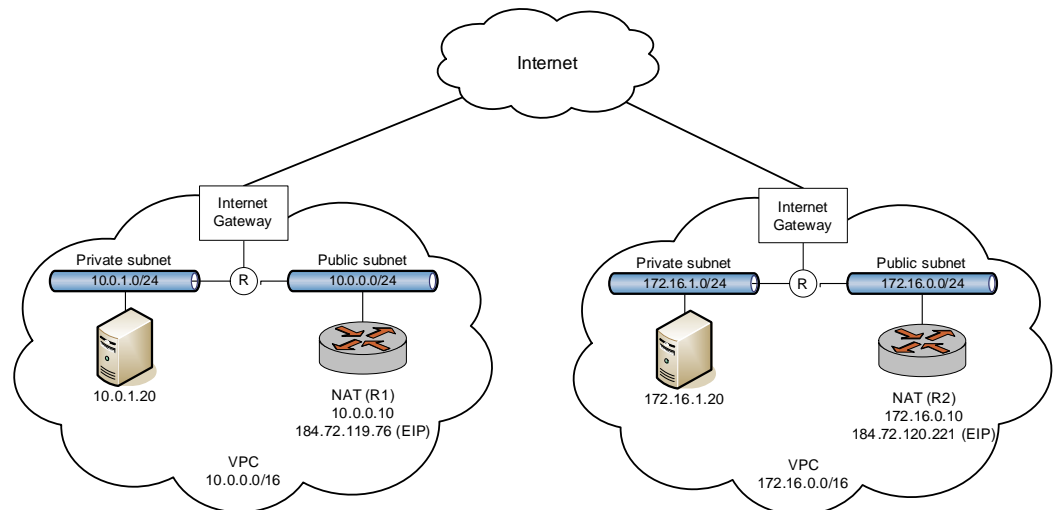 Internet
Internet
Gateway
Private subnet
10.0.1.0/24
R
Public subnet
10.0.0.0/24
10.0.1.20
NAT (R1)
10.0.0.10
184.72.119.76 (EIP)
VPC
10.0.0.0/16
Internet
Gateway
Private subnet
172.16.1.0/24
R
Public subnet
172.16.0.0/24
172.16.1.20
NAT (R2)
172.16.0.10
184.72.120.221 (EIP)
VPC
172.16.0.0/16